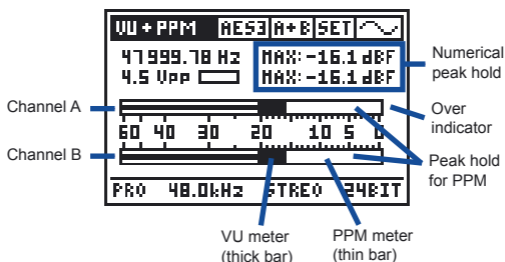 VU + PPM AES3 A+B SET
47999.78 Hz MAX:-16.1 dBF
4.5 Vpp MAX:-16.1 dBF
Numerical
peak hold
Channel A
Over
indicator
60 40 30 20 10 5 0
Channel B
Peak hold
for PPM
PRO 48.0kHz STREO 24BIT
VU meter
(thick bar)
PPM meter
(thin bar)